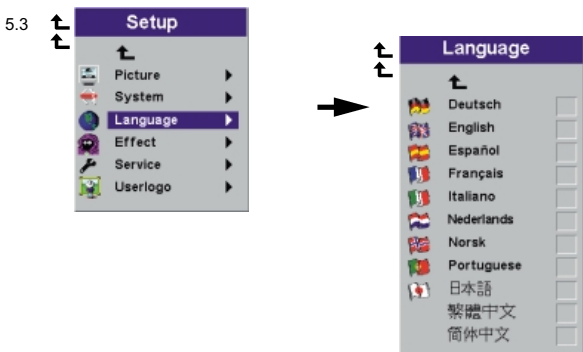 5.3
Setup
Picture
System
Language
Effect
Service
Userlogo
Language
Deutsch
English
Español
Français
Italiano
Nederlands
Norsk
Portuguese
日本語
繁體中文
简体中文